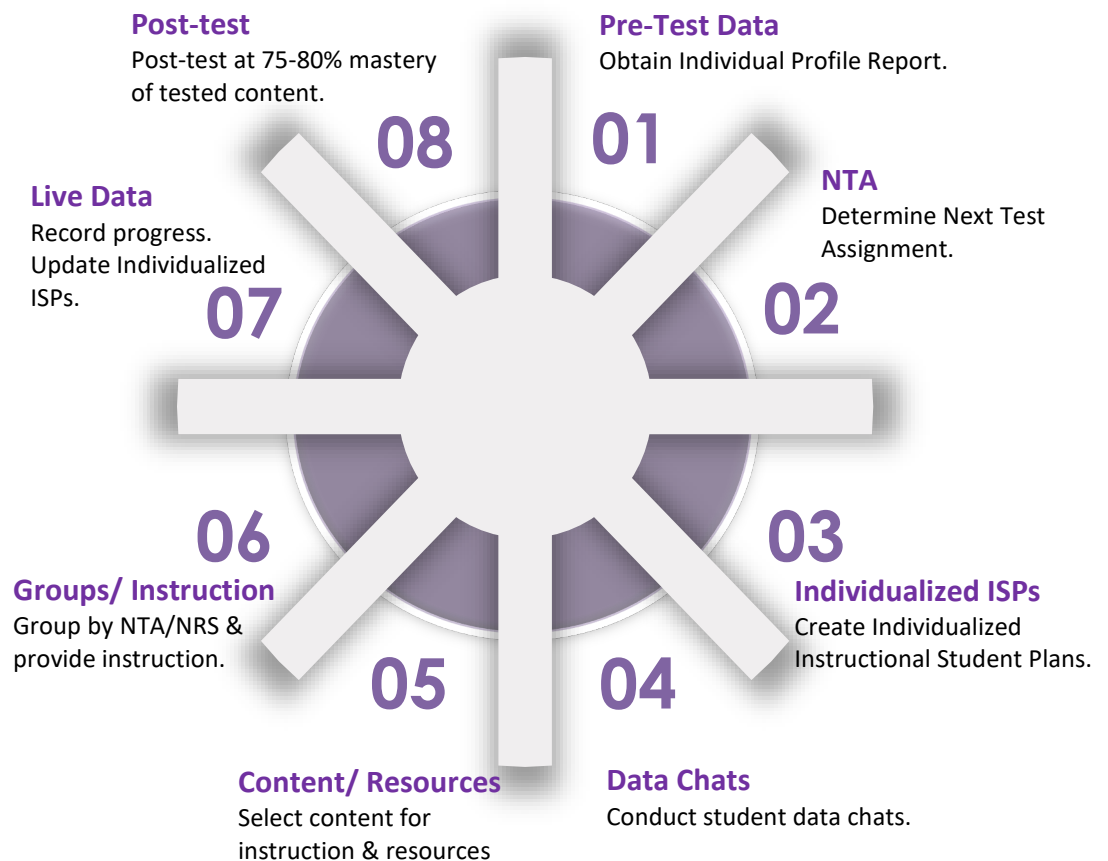 Pre-Test Data
Obtain Individual Profile Report.
01
NTA
Determine Next Test
Assignment.
02
03
Individualized ISPs
Create Individualized
Instructional Student Plans.
04
Data Chats
Conduct student data chats.
05
Content/ Resources
Select content for
instruction & resources
06
Groups/ Instruction
Group by NTA/NRS &
provide instruction.
Live Data
Record progress.
Update Individualized
ISPs.
07
Post-test
Post-test at 75-80% mastery
of tested content.
08